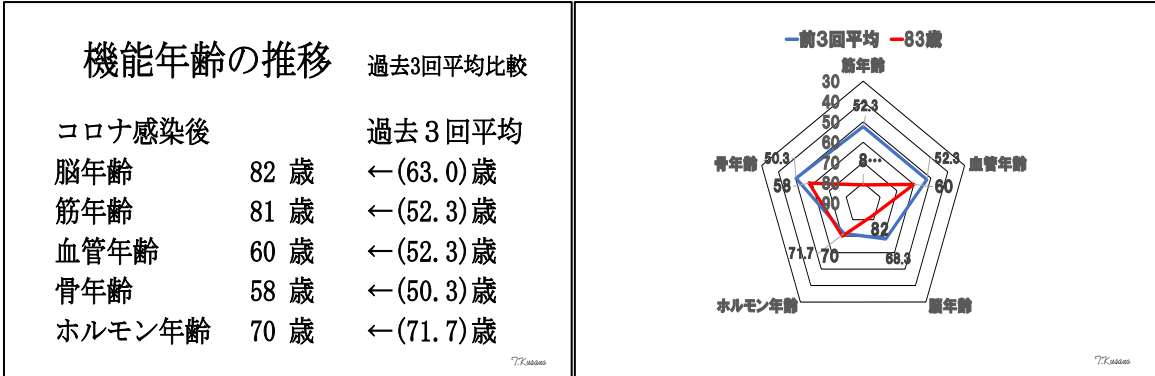 機能年齢の推移 過去3回平均比較
コロナ感染後 過去３回平均
脳年齢 82 歳 ←(63.0)歳
筋年齢 81 歳 ←(52.3)歳
血管年齢 60 歳 ←(52.3)歳
骨年齢 58 歳 ←(50.3)歳
ホルモン年齢 70 歳 ←(71.7)歳
T.Kusano
前3回平均 83歳
筋年齢
30
40
52.3
50
60
骨年齢 50.3 70 8… 52.3 血管年齢
58 80 60
90
82
71.7 70 68.3
ホルモン年齢 脳年齢
T.Kusano